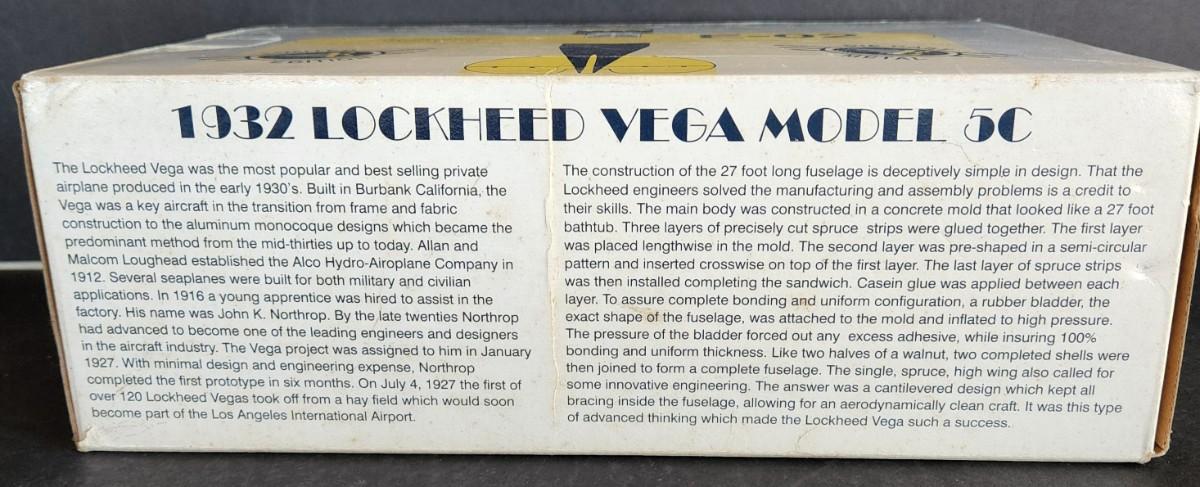 EDITION
METAL
1932 LOCKHEED VEGA MODEL 5C
The Lockheed Vega was the most popular and best selling private
airplane produced in the early 1930's. Built in Burbank California, the
Vega was a key aircraft in the transition from frame and fabric
construction to the aluminum monocoque designs which became the
predominant method from the mid-thirties up to today. Allan and
Malcom Loughead established the Alco Hydro-Airoplane Company in
1912. Several seaplanes were built for both military and civilian
applications. In 1916 a young apprentice was hired to assist in the
factory. His name was John K. Northrop. By the late twenties Northrop
had advanced to become one of the leading engineers and designers
in the aircraft industry. The Vega project was assigned to him in January
1927. With minimal design and engineering expense, Northrop
completed the first prototype in six months. On July 4, 1927 the first of
over 120 Lockheed Vegas took off from a hay field which would soon
become part of the Los Angeles International Airport.
The construction of the 27 foot long fuselage is deceptively simple in design. That the
Lockheed engineers solved the manufacturing and assembly problems is a credit to
their skills. The main body was constructed in a concrete mold that looked like a 27 foot
bathtub. Three layers of precisely cut spruce strips were glued together. The first layer
was placed lengthwise in the mold. The second layer was pre-shaped in a semi-circular
pattern and inserted crosswise on top of the first layer. The last layer of spruce strips
was then installed completing the sandwich. Casein glue was applied between each
layer. To assure complete bonding and uniform configuration, a rubber bladder, the
exact shape of the fuselage, was attached to the mold and inflated to high pressure.
The pressure of the bladder forced out any excess adhesive, while insuring 100%
bonding and uniform thickness. Like two halves of a walnut, two completed shells were
then joined to form a complete fuselage. The single, spruce, high wing also called for
some innovative engineering. The answer was a cantilevered design which kept all
bracing inside the fuselage, allowing for an aerodynamically clean craft. It was this type
of advanced thinking which made the Lockheed Vega such a success.